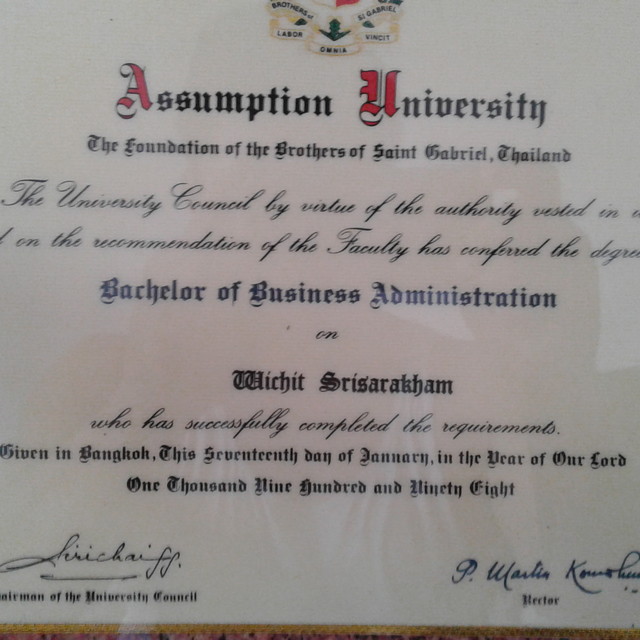 BROTHERS of ST GABRIEL
LABOR OMNIA VINCIT
Assumption University
The Foundation of the Brothers of Saint Gabriel, Thailand
The University Council by virtue of the authority vested in
on the recommendation of the Faculty has conferred the degree
Bachelor of Business Administration
on
Wichit Srisarakham
who has successfully completed the requirements.
Given in Bangkok, This Seventeenth day of January, in the Year of Our Lord
One Thousand Nine Hundred and Ninety Eight
P. Martin
airman of the University Council
Rector